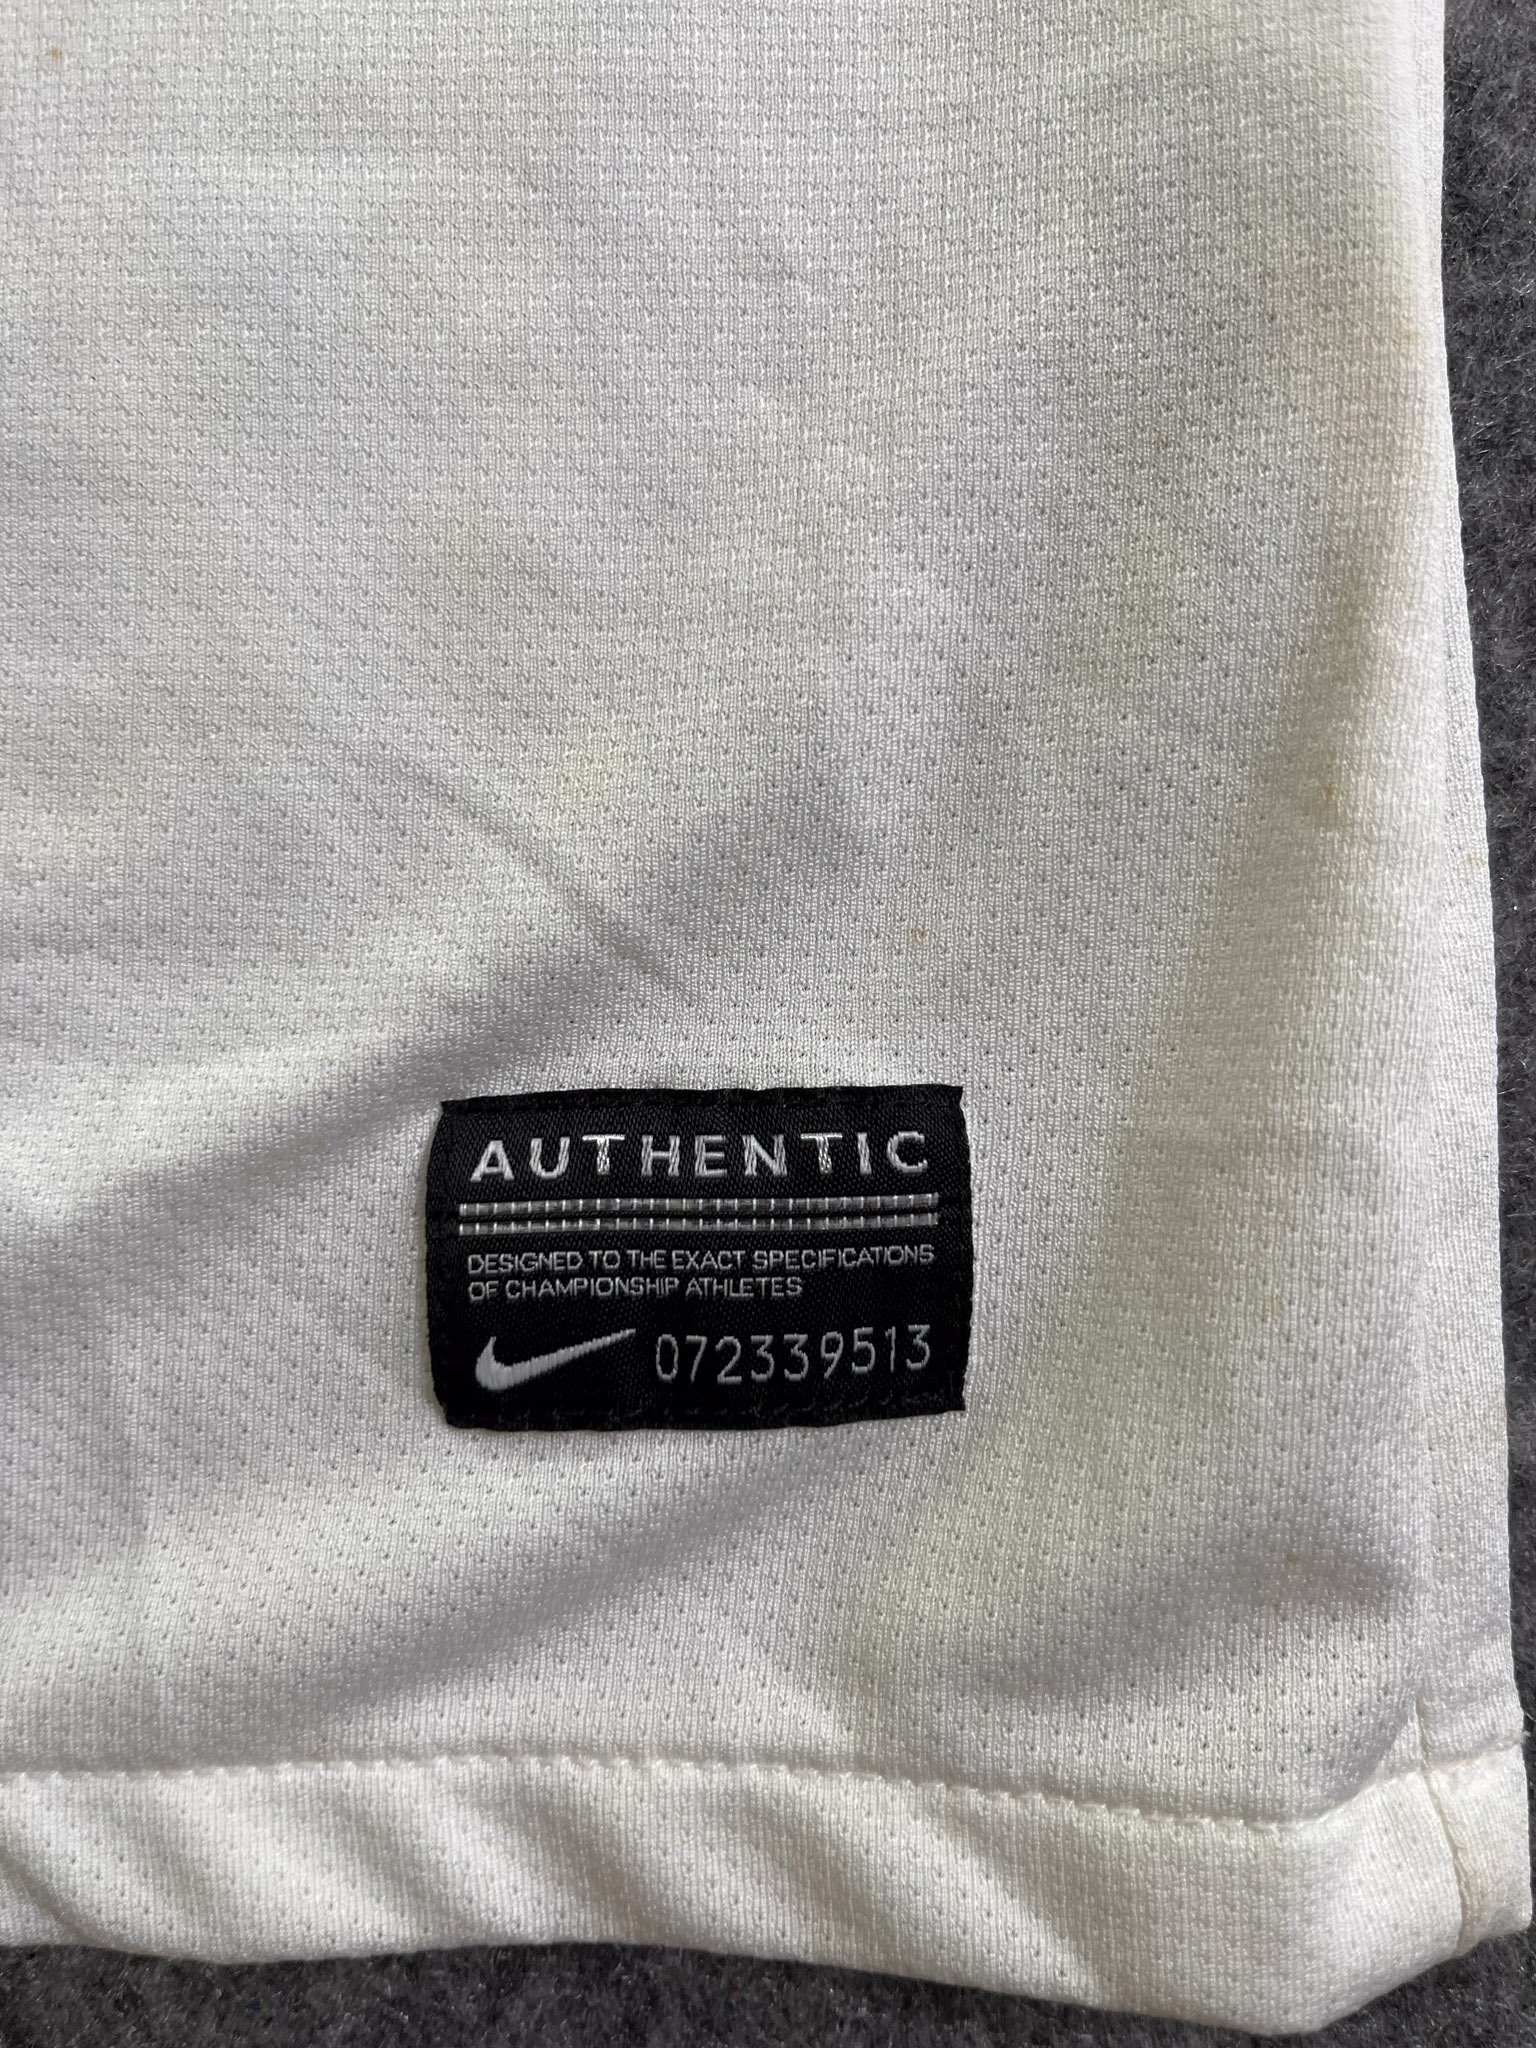 AUTHENTIC
DESIGNED TO THE EXACT SPECIFICATIONS
OF CHAMPIONSHIP ATHLETES
072339513